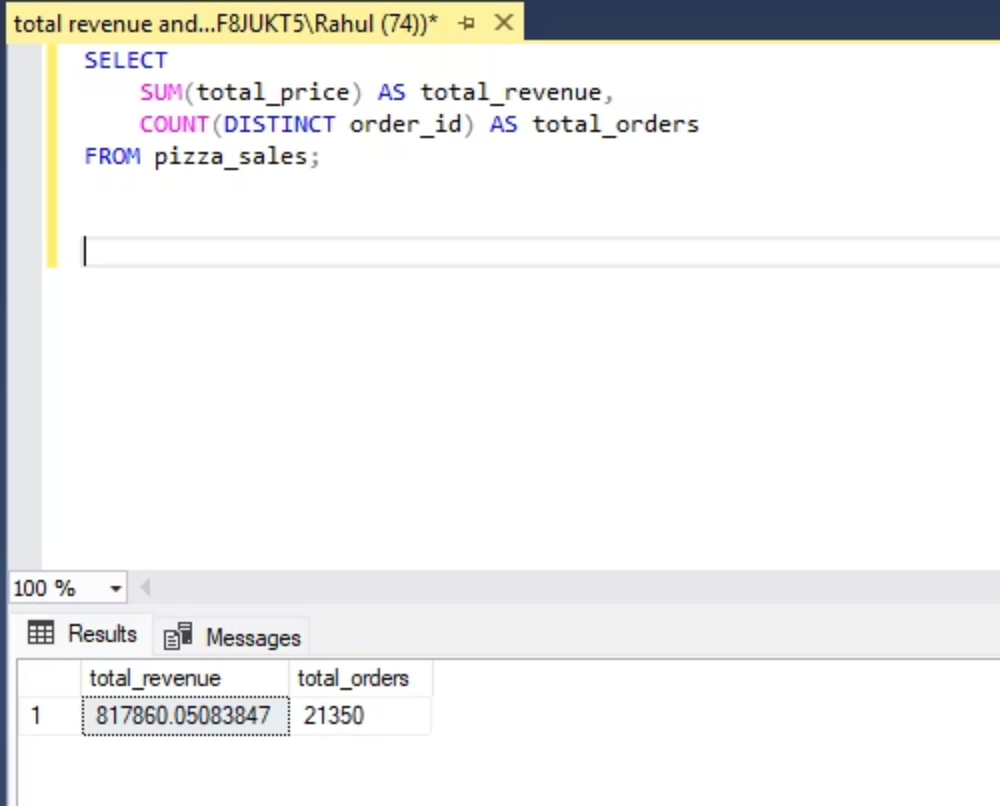 total revenue and...F8JUKT5\Rahul (74))*
SELECT
    SUM(total_price) AS total_revenue,
    COUNT(DISTINCT order_id) AS total_orders
FROM pizza_sales;
100 %
Results Messages
total_revenue total_orders
1 817860.05083847 21350